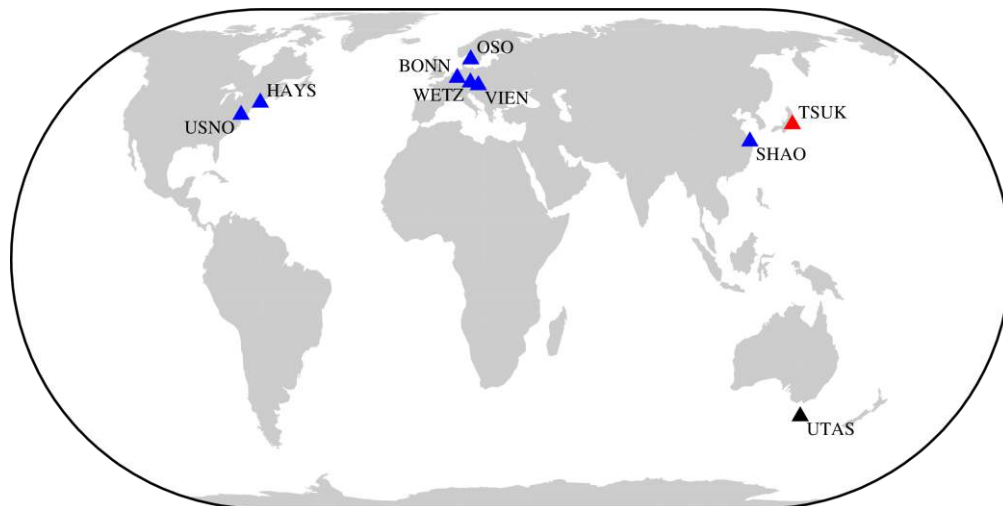 OSO
BONN
WETZ
VIEN
HAYS
USNO
TSUK
SHAO
UTAS